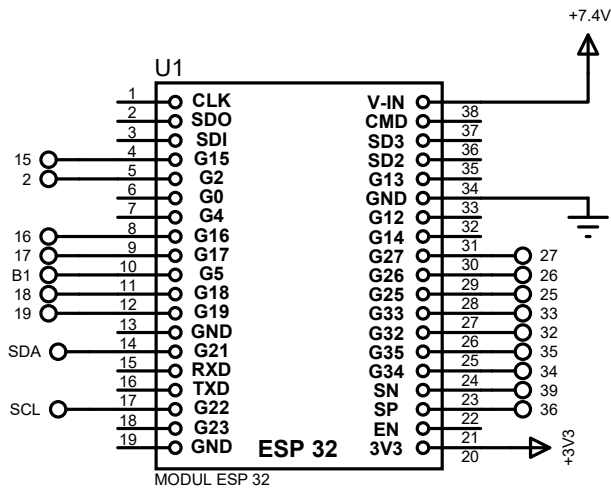 +7.4V
U1
1 CLK V-IN 38
2 SDO CMD 37
3 SDI SD3 36
15 4 G15 SD2 35
2 5 G2 G13 34
6 G0 GND 33
7 G4 G12 32
16 8 G16 G14 31
17 9 G17 G27 30 27
B1 10 G5 G26 29 26
18 11 G18 G25 28 25
19 12 G19 G33 27 33
13 GND G32 26 32
SDA 14 G21 G35 25 35
15 RXD G34 24 34
16 TXD SN 23 39
SCL 17 G22 SP 22 36
18 G23 EN 21
19 GND ESP 32 3V3 20 +3V3
MODUL ESP 32